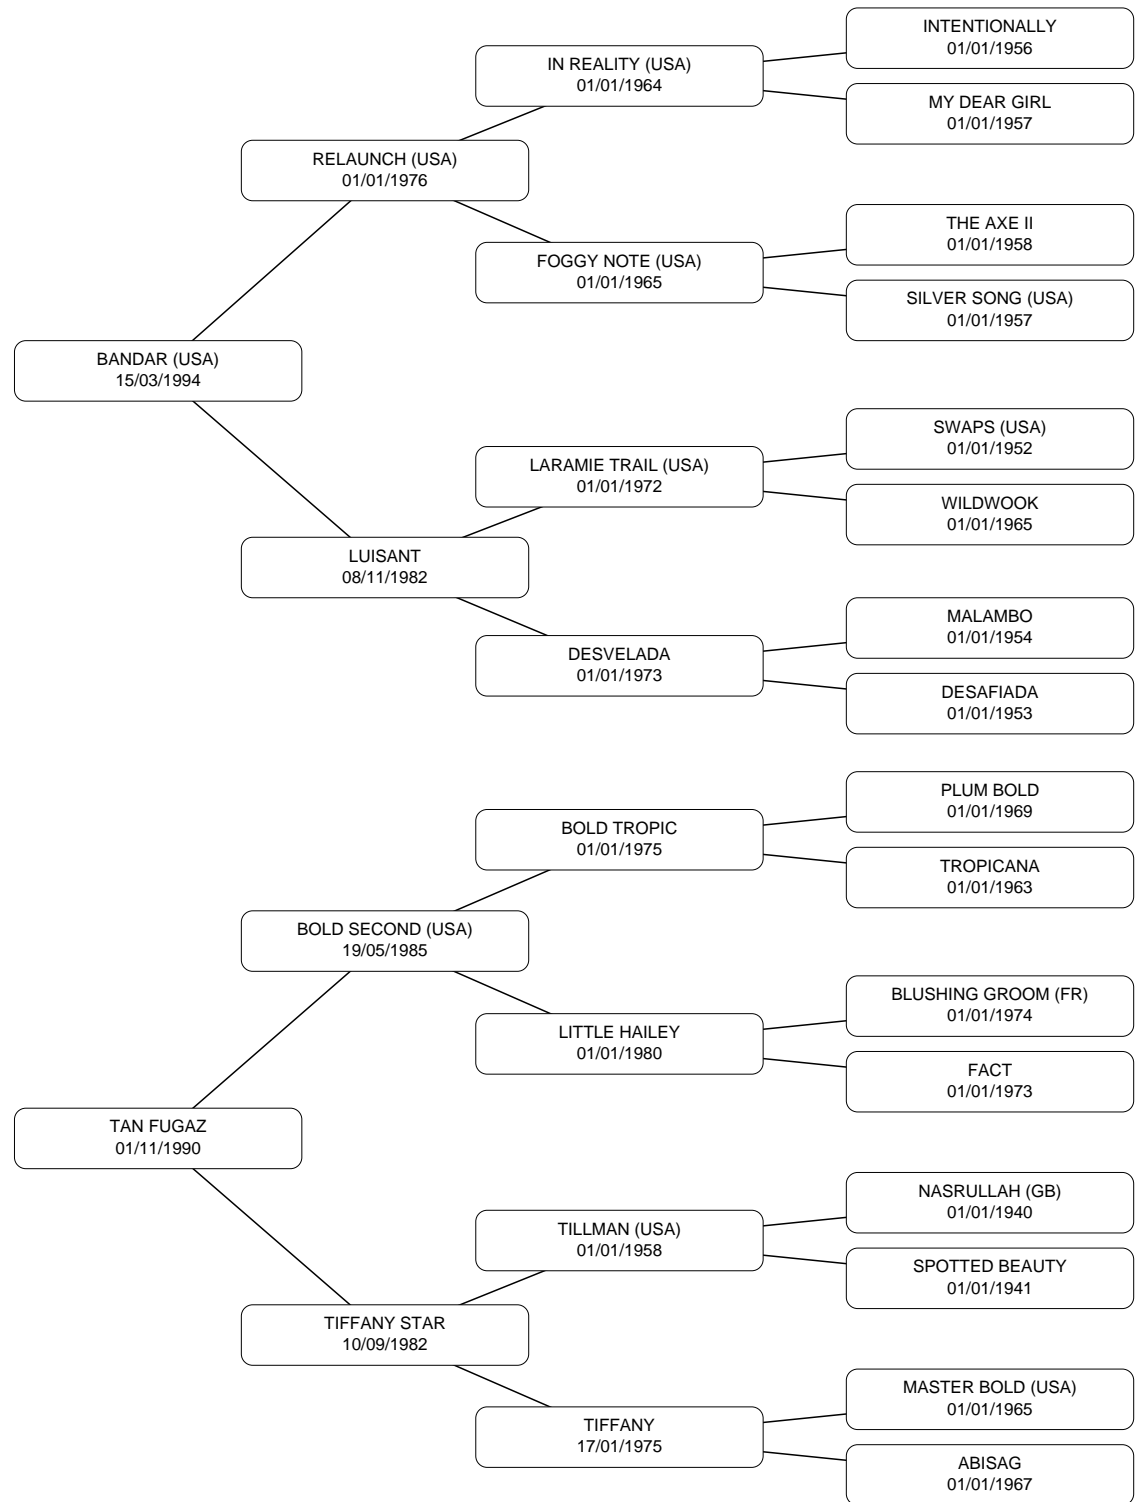 INTENTIONALLY
01/01/1956
IN REALITY (USA)
01/01/1964
MY DEAR GIRL
01/01/1957
RELAUNCH (USA)
01/01/1976
THE AXE II
01/01/1958
FOGGY NOTE (USA)
01/01/1965
SILVER SONG (USA)
01/01/1957
BANDAR (USA)
15/03/1994
SWAPS (USA)
01/01/1952
LARAMIE TRAIL (USA)
01/01/1972
WILDWOOK
01/01/1965
LUISANT
08/11/1982
MALAMBO
01/01/1954
DESVELADA
01/01/1973
DESAFIADA
01/01/1953
PLUM BOLD
01/01/1969
BOLD TROPIC
01/01/1975
TROPICANA
01/01/1963
BOLD SECOND (USA)
19/05/1985
BLUSHING GROOM (FR)
01/01/1974
LITTLE HAILEY
01/01/1980
FACT
01/01/1973
TAN FUGAZ
01/11/1990
NASRULLAH (GB)
01/01/1940
TILLMAN (USA)
01/01/1958
SPOTTED BEAUTY
01/01/1941
TIFFANY STAR
10/09/1982
MASTER BOLD (USA)
01/01/1965
TIFFANY
17/01/1975
ABISAG
01/01/1967